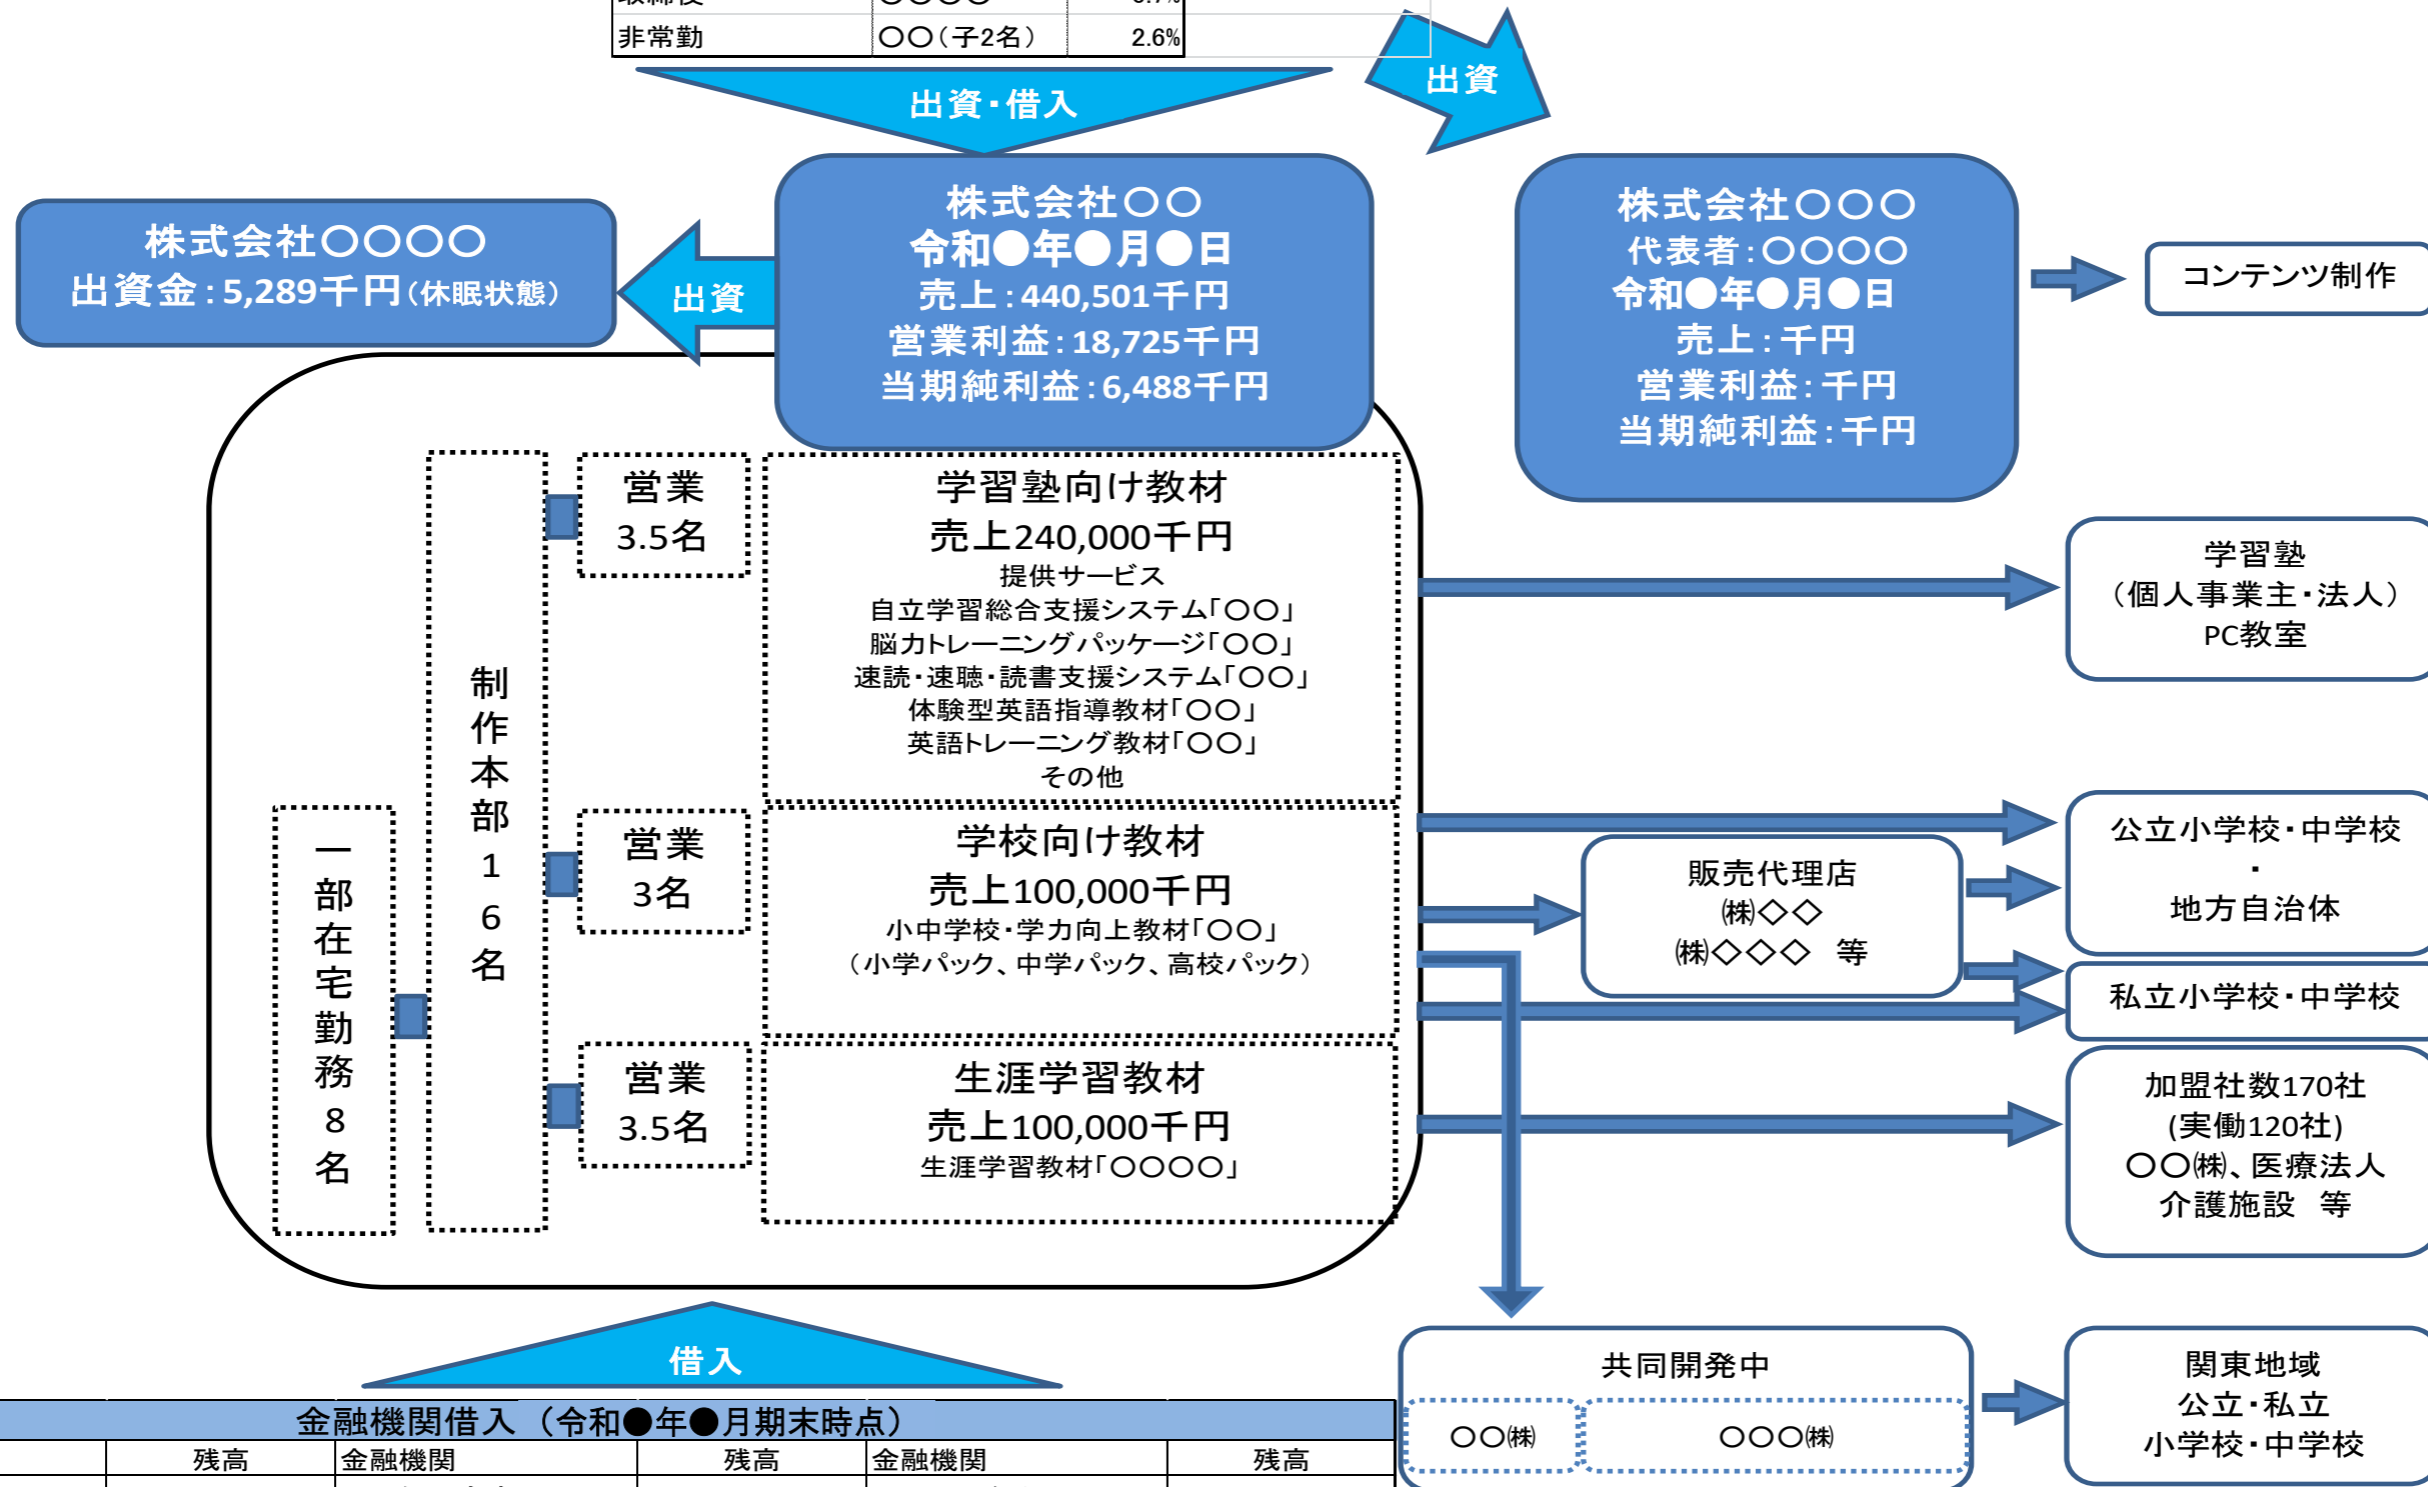 非常勤 〇〇(子2名) 2.6%
出資・借入
出資
株式会社〇〇〇〇
出資金：5,289千円（休眠状態）
出資
株式会社〇〇
令和●年●月●日
売上：440,501千円
営業利益：18,725千円
当期純利益：6,488千円
株式会社〇〇〇
代表者：〇〇〇〇
令和●年●月●日
売上：千円
営業利益：千円
当期純利益：千円
コンテンツ制作
一部在宅勤務8名
制作本部16名
営業
3.5名
学習塾向け教材
売上240,000千円
提供サービス
自立学習総合支援システム「〇〇」
脳力トレーニングパッケージ「〇〇」
速読・速聴・読書支援システム「〇〇」
体験型英語指導教材「〇〇」
英語トレーニング教材「〇〇」
その他
学習塾
（個人事業主・法人）
PC教室
営業
3名
学校向け教材
売上100,000千円
小中学校・学力向上教材「〇〇」
（小学パック、中学パック、高校パック）
販売代理店
㈱◇◇
㈱◇◇◇　等
公立小学校・中学校
・
地方自治体
私立小学校・中学校
営業
3.5名
生涯学習教材
売上100,000千円
生涯学習教材「〇〇〇〇」
加盟社数170社
(実働120社)
〇〇㈱、医療法人
介護施設　等
借入
共同開発中
〇〇㈱
〇〇〇㈱
関東地域
公立・私立
小学校・中学校
金融機関借入（令和●年●月期末時点）
残高 金融機関 残高 金融機関 残高